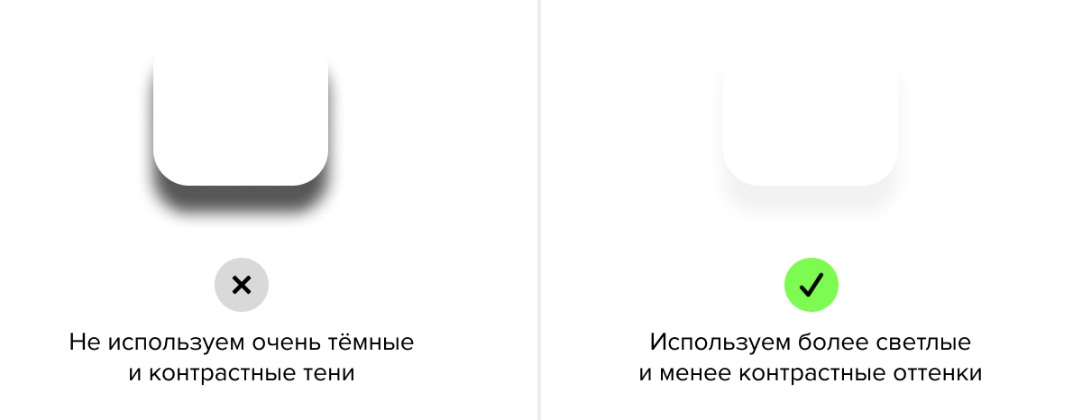 Не используем очень тёмные
и контрастные тени
Используем более светлые
и менее контрастные оттенки